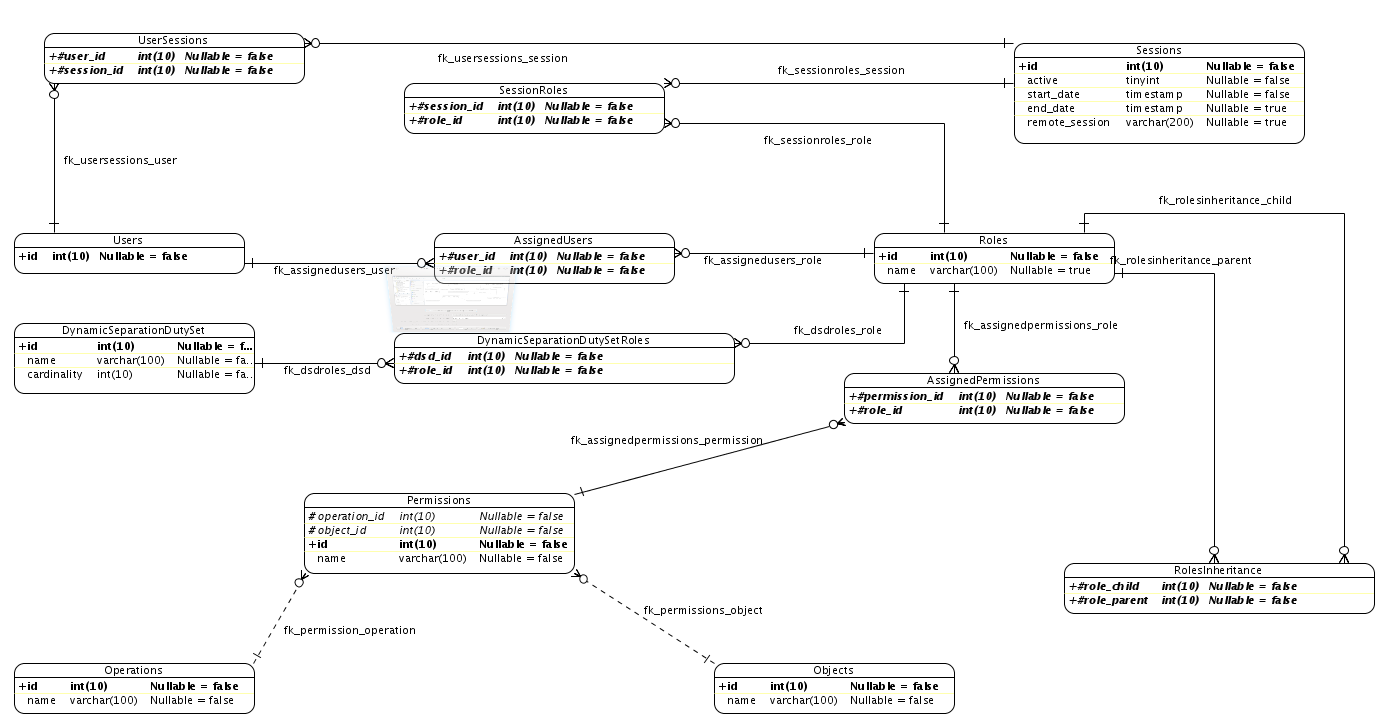 UserSessions
+#user_id int(10) Nullable = false
+#session_id int(10) Nullable = false
fk_usersessions_session
Sessions
+id int(10) Nullable = false
active tinyint Nullable = false
start_date timestamp Nullable = false
end_date timestamp Nullable = true
remote_session varchar(200) Nullable = true
fk_sessionroles_session
SessionRoles
+#session_id int(10) Nullable = false
+#role_id int(10) Nullable = false
fk_sessionroles_role
fk_usersessions_user
fk_rolesinheritance_child
Users
+id int(10) Nullable = false
AssignedUsers
+#user_id int(10) Nullable = false
+#role_id int(10) Nullable = false
Roles
+id int(10) Nullable = false
name varchar(100) Nullable = true
fk_assignedusers_user
fk_assignedusers_role
fk_rolesinheritance_parent
DynamicSeparationDutySet
+id int(10) Nullable = f...
name varchar(100) Nullable = fa...
cardinality int(10) Nullable = fa...
fk_dsdroles_dsd
DynamicSeparationDutySetRoles
+#dsd_id int(10) Nullable = false
+#role_id int(10) Nullable = false
fk_dsdroles_role
fk_assignedpermissions_role
AssignedPermissions
+#permission_id int(10) Nullable = false
+#role_id int(10) Nullable = false
fk_assignedpermissions_permission
Permissions
#operation_id int(10) Nullable = false
#object_id int(10) Nullable = false
+id int(10) Nullable = false
name varchar(100) Nullable = false
RolesInheritance
+#role_child int(10) Nullable = false
+#role_parent int(10) Nullable = false
fk_permissions_object
fk_permission_operation
Operations
+id int(10) Nullable = false
name varchar(100) Nullable = false
Objects
+id int(10) Nullable = false
name varchar(100) Nullable = false